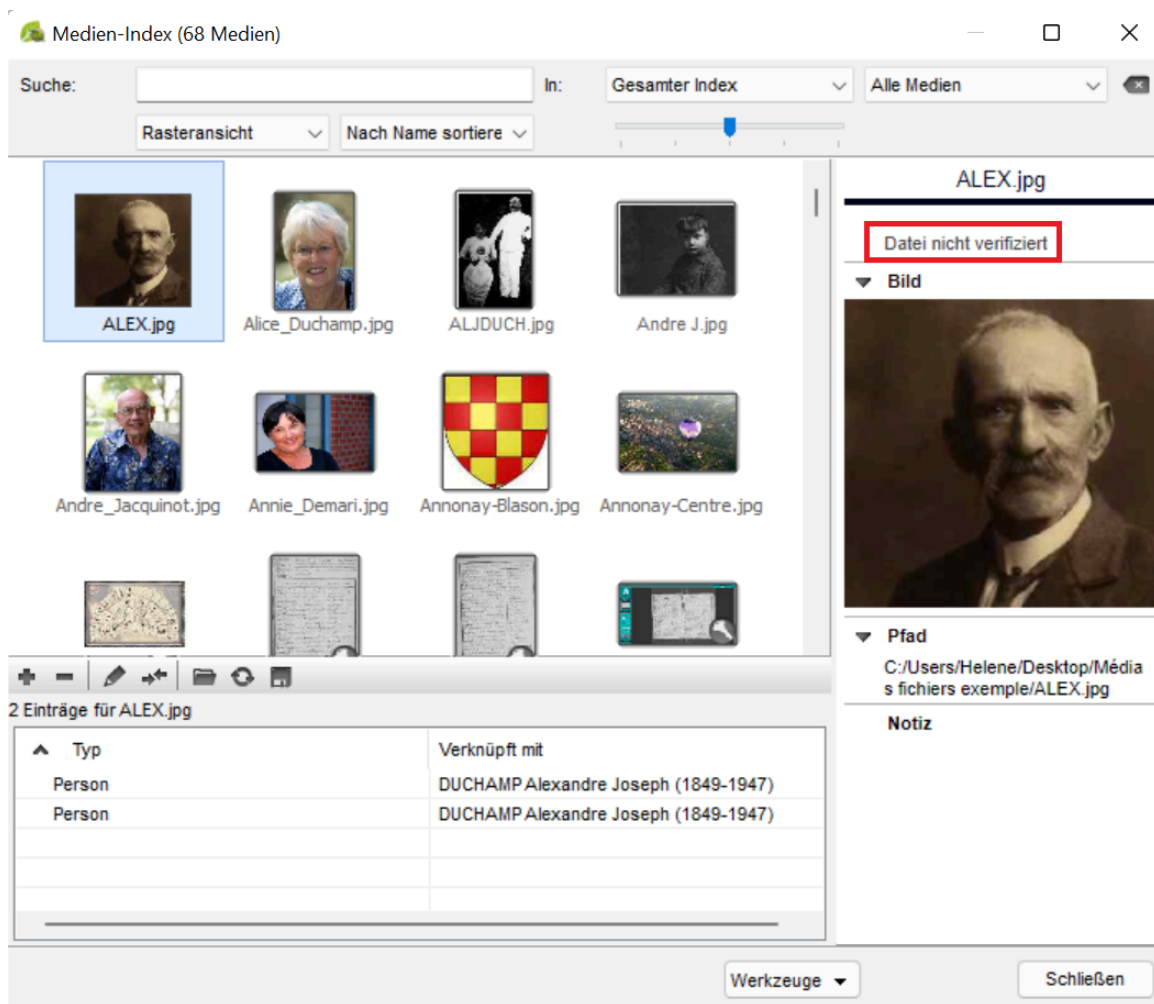 Medien-Index (68 Medien)
Suche:
In:
Gesamter Index
Alle Medien
Rasteransicht
Nach Name sortiere
ALEX.jpg
Alice_Duchamp.jpg
ALJDUCH.jpg
Andre J.jpg
Andre_Jacquinot.jpg
Annie_Demari.jpg
Annonay-Blason.jpg
Annonay-Centre.jpg
2 Einträge für ALEX.jpg
Typ
Verknüpft mit
Person
DUCHAMP Alexandre Joseph (1849-1947)
Person
DUCHAMP Alexandre Joseph (1849-1947)
ALEX.jpg
Datei nicht verifiziert
Bild
Pfad
C:/Users/Helene/Desktop/Média
s fichiers exemple/ALEX.jpg
Notiz
Werkzeuge
Schließen